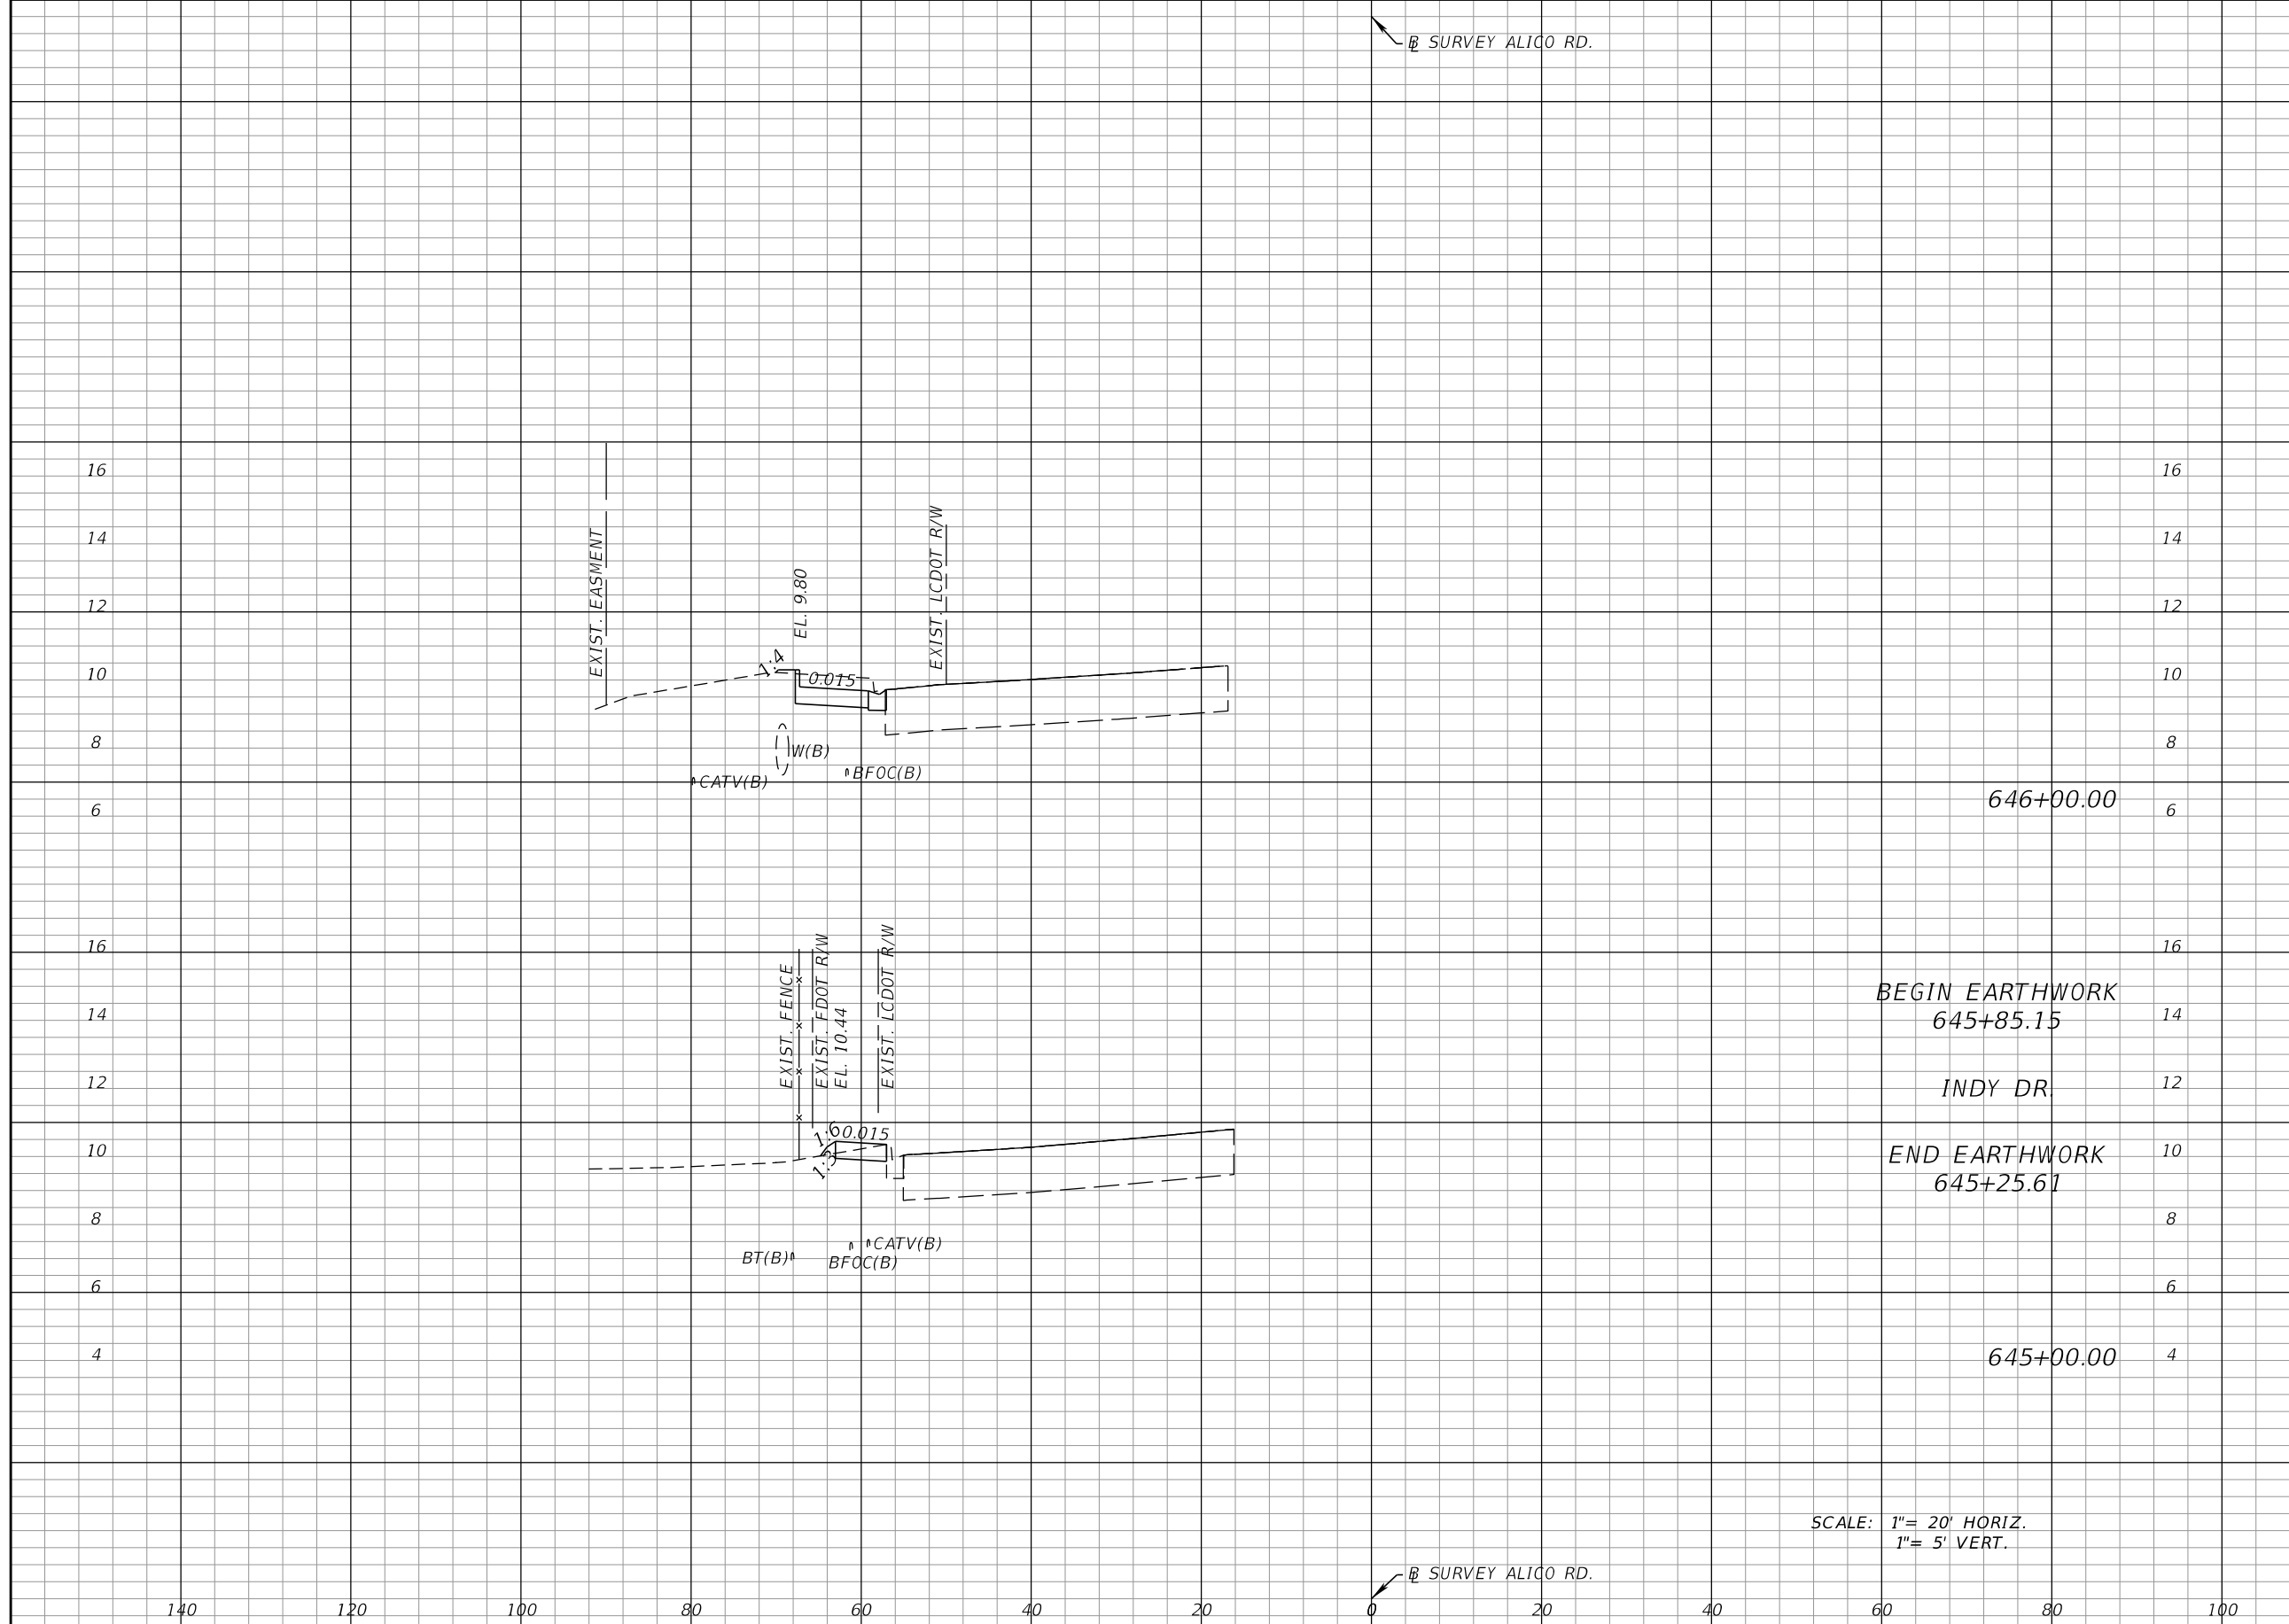 BL SURVEY ALICO RD.
16 16
14 14
12 12
10 10
8 8
6 6
EXIST. EASMENT
EL. 9.80
EXIST. LCDOT R/W
1:4
0.015
W(B)
BFOC(B)
CATV(B)
646+00.00
16 16
14 14
12 12
10 10
8 8
6 6
4 4
EXIST. FENCE
EXIST. FDOT R/W
EL. 10.44
EXIST. LCDOT R/W
BEGIN EARTHWORK
645+85.15
INDY DR.
END EARTHWORK
645+25.61
1:6
0.015
1:3
BT(B)
BFOC(B)
CATV(B)
645+00.00
SCALE: 1"= 20' HORIZ.
1"= 5' VERT.
BL SURVEY ALICO RD.
140 120 100 80 60 40 20 0 20 40 60 80 100